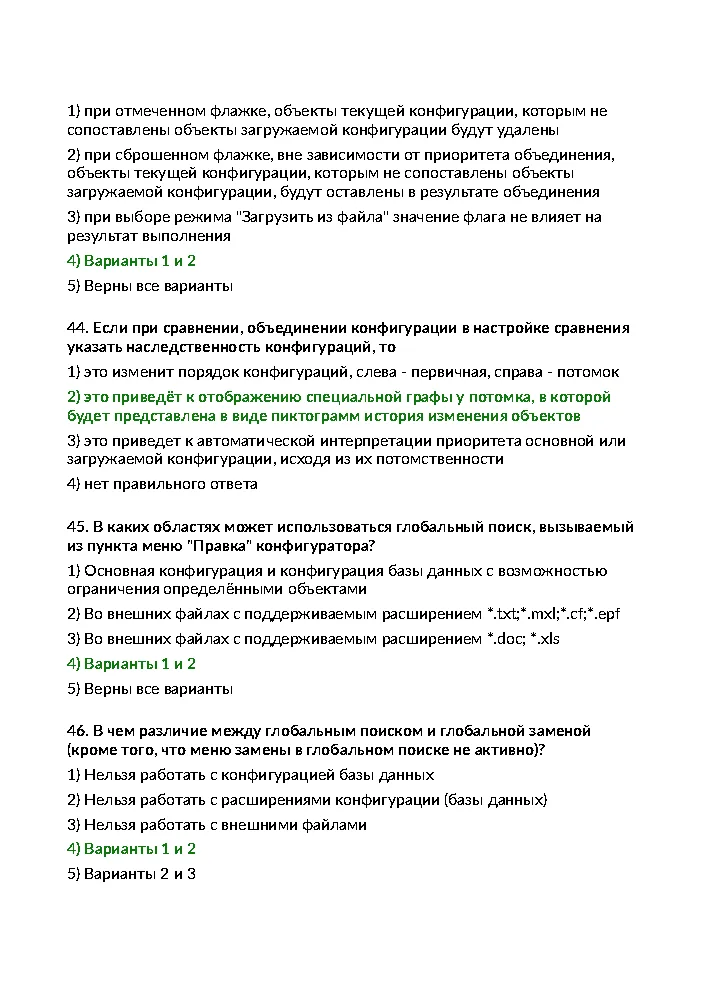 1) при отмеченном флажке, объекты текущей конфигурации, которым не
сопоставлены объекты загружаемой конфигурации будут удалены
2) при сброшенном флажке, вне зависимости от приоритета объединения,
объекты текущей конфигурации, которым не сопоставлены объекты
загружаемой конфигурации, будут оставлены в результате объединения
3) при выборе режима "Загрузить из файла" значение флага не влияет на
результат выполнения
4) Варианты 1 и 2
5) Верны все варианты
44. Если при сравнении, объединении конфигурации в настройке сравнения
указать наследственность конфигураций, то
1) это изменит порядок конфигураций, слева - первичная, справа - потомок
2) это приведёт к отображению специальной графы у потомка, в которой
будет представлена в виде пиктограмм история изменения объектов
3) это приведет к автоматической интерпретации приоритета основной или
загружаемой конфигурации, исходя из их потомственности
4) нет правильного ответа
45. В каких областях может использоваться глобальный поиск, вызываемый
из пункта меню "Правка" конфигуратора?
1) Основная конфигурация и конфигурация базы данных с возможностью
ограничения определёнными объектами
2) Во внешних файлах с поддерживаемым расширением *.txt;*.mxl;*.cf;*.epf
3) Во внешних файлах с поддерживаемым расширением *.doc; *.xls
4) Варианты 1 и 2
5) Верны все варианты
46. В чем различие между глобальным поиском и глобальной заменой
(кроме того, что меню замены в глобальном поиске не активно)?
1) Нельзя работать с конфигурацией базы данных
2) Нельзя работать с расширениями конфигурации (базы данных)
3) Нельзя работать с внешними файлами
4) Варианты 1 и 2
5) Варианты 2 и 3